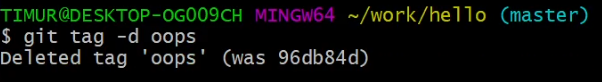 TIMUR@DESKTOP-OG009CH MINGW64 ~/work/hello (master)
$ git tag -d oops
Deleted tag 'oops' (was 96db84d)